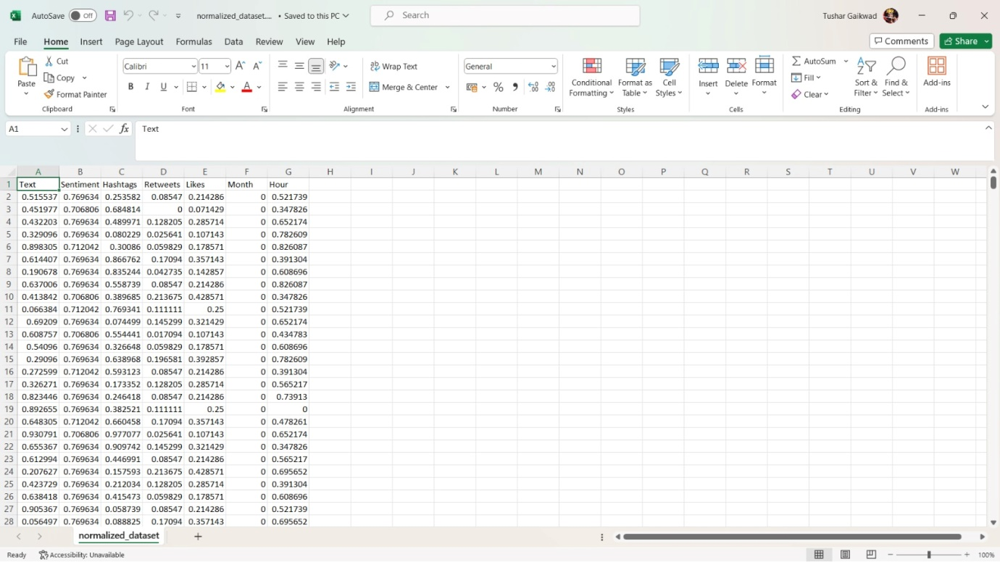 AutoSave Off normalized_dataset.... • Saved to this PC Search Tushar Gaikwad
File Home Insert Page Layout Formulas Data Review View Help Comments Share
Paste
Cut
Copy
Format Painter
Clipboard
Calibri 11
B I U A
Font
Wrap Text
Merge & Center
Alignment
General
%
Number
Conditional Formatting
Format as Table
Cell Styles
Styles
Insert Delete Format
Cells
AutoSum
Fill
Clear
Sort & Filter
Find & Select
Editing
Add-ins
Add-ins
A1 fx Text
A B C D E F G H I J K L M N O P Q R S T U V W
1 Text Sentiment Hashtags Retweets Likes Month Hour
2 0.515537 0.769634 0.253582 0.08547 0.214286 0 0.521739
3 0.451977 0.706806 0.684814 0 0.071429 0 0.347826
4 0.432203 0.769634 0.489971 0.128205 0.285714 0 0.652174
5 0.329096 0.769634 0.080229 0.025641 0.107143 0 0.782609
6 0.898305 0.712042 0.30086 0.059829 0.178571 0 0.826087
7 0.614407 0.769634 0.866762 0.17094 0.357143 0 0.391304
8 0.190678 0.769634 0.835244 0.042735 0.142857 0 0.608696
9 0.637006 0.769634 0.558739 0.08547 0.214286 0 0.826087
10 0.413842 0.706806 0.389685 0.213675 0.428571 0 0.347826
11 0.066384 0.712042 0.769341 0.111111 0.25 0 0.521739
12 0.69209 0.769634 0.074499 0.145299 0.321429 0 0.652174
13 0.608757 0.706806 0.554441 0.017094 0.107143 0 0.434783
14 0.54096 0.769634 0.326648 0.059829 0.178571 0 0.608696
15 0.29096 0.769634 0.638968 0.196581 0.392857 0 0.782609
16 0.272599 0.712042 0.593123 0.08547 0.214286 0 0.391304
17 0.326271 0.769634 0.173352 0.128205 0.285714 0 0.565217
18 0.823446 0.769634 0.246418 0.08547 0.214286 0 0.73913
19 0.892655 0.769634 0.382521 0.111111 0.25 0 0
20 0.648305 0.712042 0.660458 0.17094 0.357143 0 0.478261
21 0.930791 0.706806 0.977077 0.025641 0.107143 0 0.652174
22 0.655367 0.769634 0.909742 0.145299 0.321429 0 0.347826
23 0.612994 0.769634 0.446991 0.08547 0.214286 0 0.565217
24 0.207627 0.769634 0.157593 0.213675 0.428571 0 0.695652
25 0.423729 0.769634 0.212034 0.128205 0.285714 0 0.391304
26 0.638418 0.769634 0.415473 0.059829 0.178571 0 0.608696
27 0.905367 0.769634 0.058739 0.08547 0.214286 0 0.521739
28 0.056497 0.769634 0.088825 0.17094 0.357143 0 0.695652
normalized_dataset
Ready Accessibility: Unavailable 100%